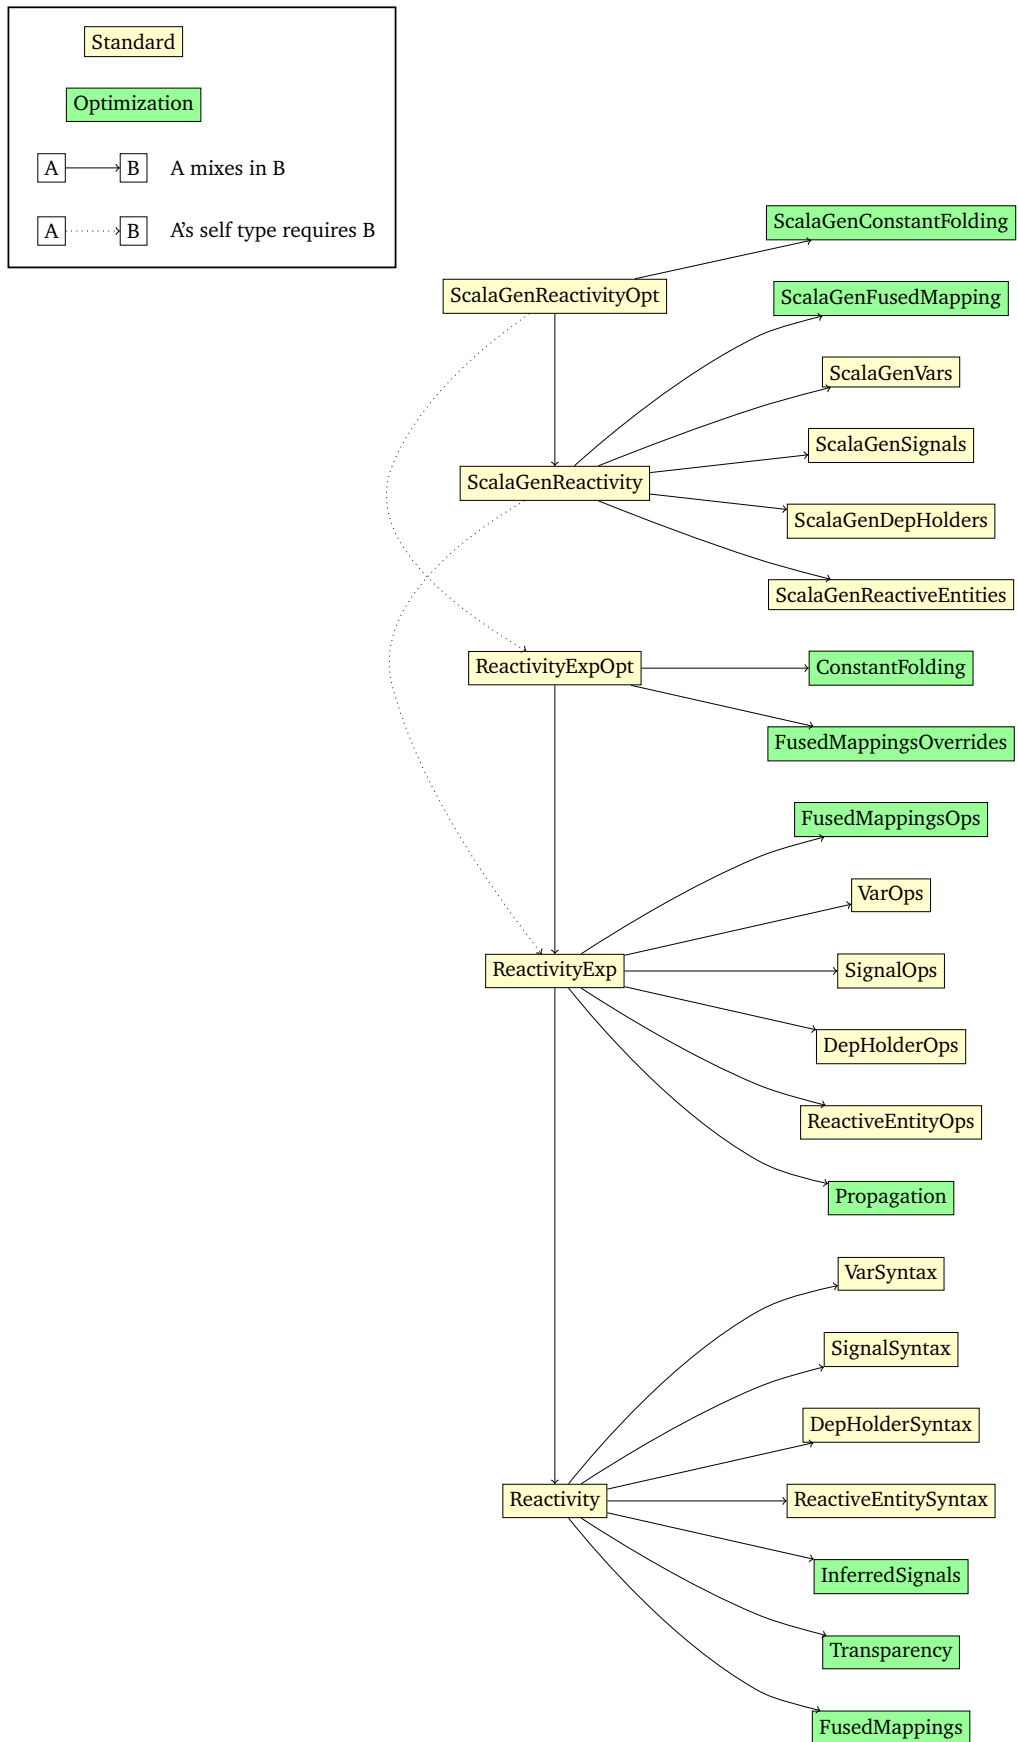 Standard
Optimization
A B A mixes in B
A B A's self type requires B
ScalaGenConstantFolding
ScalaGenReactivityOpt
ScalaGenFusedMapping
ScalaGenVars
ScalaGenSignals
ScalaGenReactivity
ScalaGenDepHolders
ScalaGenReactiveEntities
ReactivityExpOpt
ConstantFolding
FusedMappingsOverrides
FusedMappingsOps
VarOps
ReactivityExp
SignalOps
DepHolderOps
ReactiveEntityOps
Propagation
VarSyntax
SignalSyntax
DepHolderSyntax
Reactivity
ReactiveEntitySyntax
InferredSignals
Transparency
FusedMappings